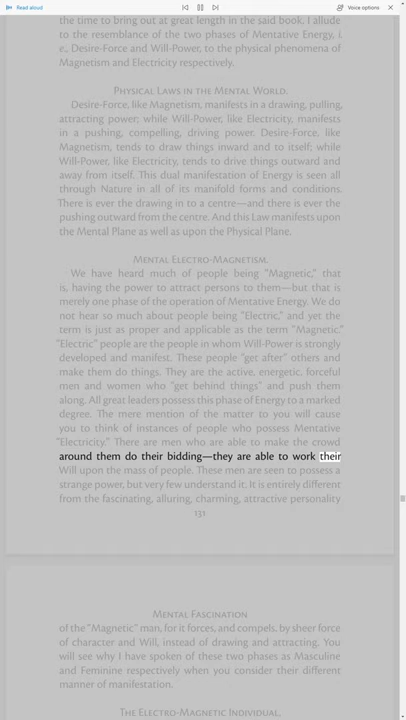 Read aloud
Voice options
the time to bring out at great length in the said book. I allude
to the resemblance of the two phases of Mentative Energy, i.
e., Desire-Force and Will-Power, to the physical phenomena of
Magnetism and Electricity respectively.
Physical Laws in the Mental World.
Desire-Force, like Magnetism, manifests in a drawing, pulling,
attracting power; while Will-Power, like Electricity, manifests
in a pushing, compelling, driving power. Desire-Force, like
Magnetism, tends to draw things inward and to itself; while
Will-Power, like Electricity, tends to drive things outward and
away from itself. This dual manifestation of Energy is seen all
through Nature in all of its manifold forms and conditions.
There is ever the drawing in to a centre—and there is ever the
pushing outward from the centre. And this Law manifests upon
the Mental Plane as well as upon the Physical Plane.
Mental Electro-Magnetism.
We have heard much of people being "Magnetic," that
is, having the power to attract persons to them—but that is
merely one phase of the operation of Mentative Energy. We do
not hear so much about people being "Electric," and yet the
term is just as proper and applicable as the term "Magnetic."
"Electric" people are the people in whom Will-Power is strongly
developed and manifest. These people "get after" others and
make them do things. They are the active, energetic, forceful
men and women who "get behind things" and push them
along. All great leaders possess this phase of Energy to a marked
degree. The mere mention of the matter to you will cause
you to think of instances of people who possess Mentative
"Electricity." There are men who are able to make the crowd
around them do their bidding—they are able to work their
Will upon the mass of people. These men are seen to possess a
strange power, but very few understand it. It is entirely different
from the fascinating, alluring, charming, attractive personality
131
Mental Fascination
of the "Magnetic" man, for it forces, and compels, by sheer force
of character and Will, instead of drawing and attracting. You
will see why I have spoken of these two phases as Masculine
and Feminine respectively when you consider their different
manner of manifestation.
The Electro-Magnetic Individual.